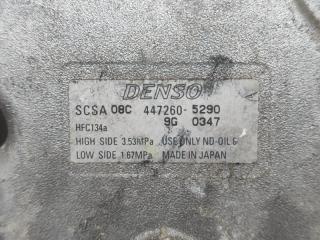 DENSO
SCSA 08C 447260-5290
9G 0347
HFC134a
HIGH SIDE 3.53MPa USE ONLY ND-OIL 8
LOW SIDE 1.67MPa MADE IN JAPAN